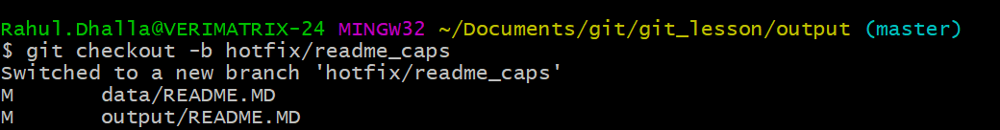 Rahul.Dhalla@VERIMATRIX-24 MINGW32 ~/Documents/git/git_lesson/output (master)
$ git checkout -b hotfix/readme_caps
Switched to a new branch 'hotfix/readme_caps'
M       data/README.MD
M       output/README.MD